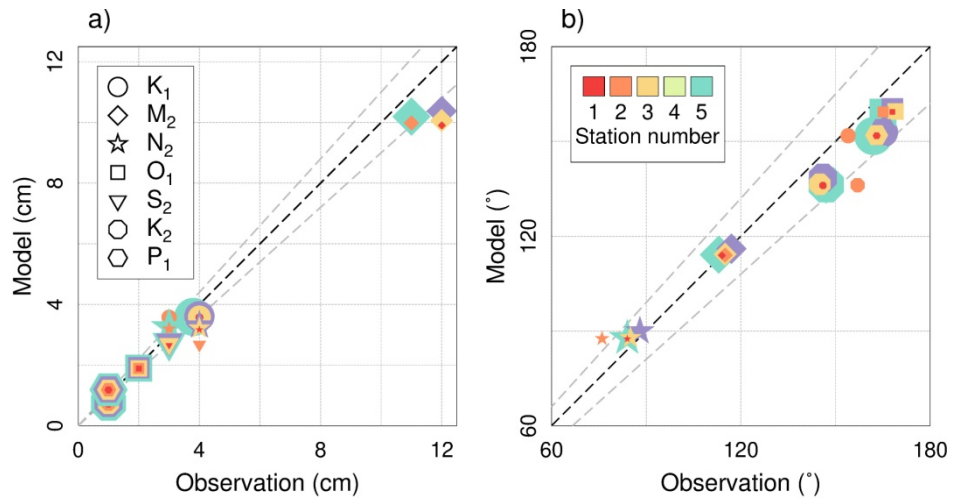 a)
12
8
4
0
Model (cm)
K₁
M₂
N₂
O₁
S₂
K₂
P₁
0 4 8 12
Observation (cm)
b)
180
120
60
Model (°)
1 2 3 4 5
Station number
60 120 180
Observation (°)